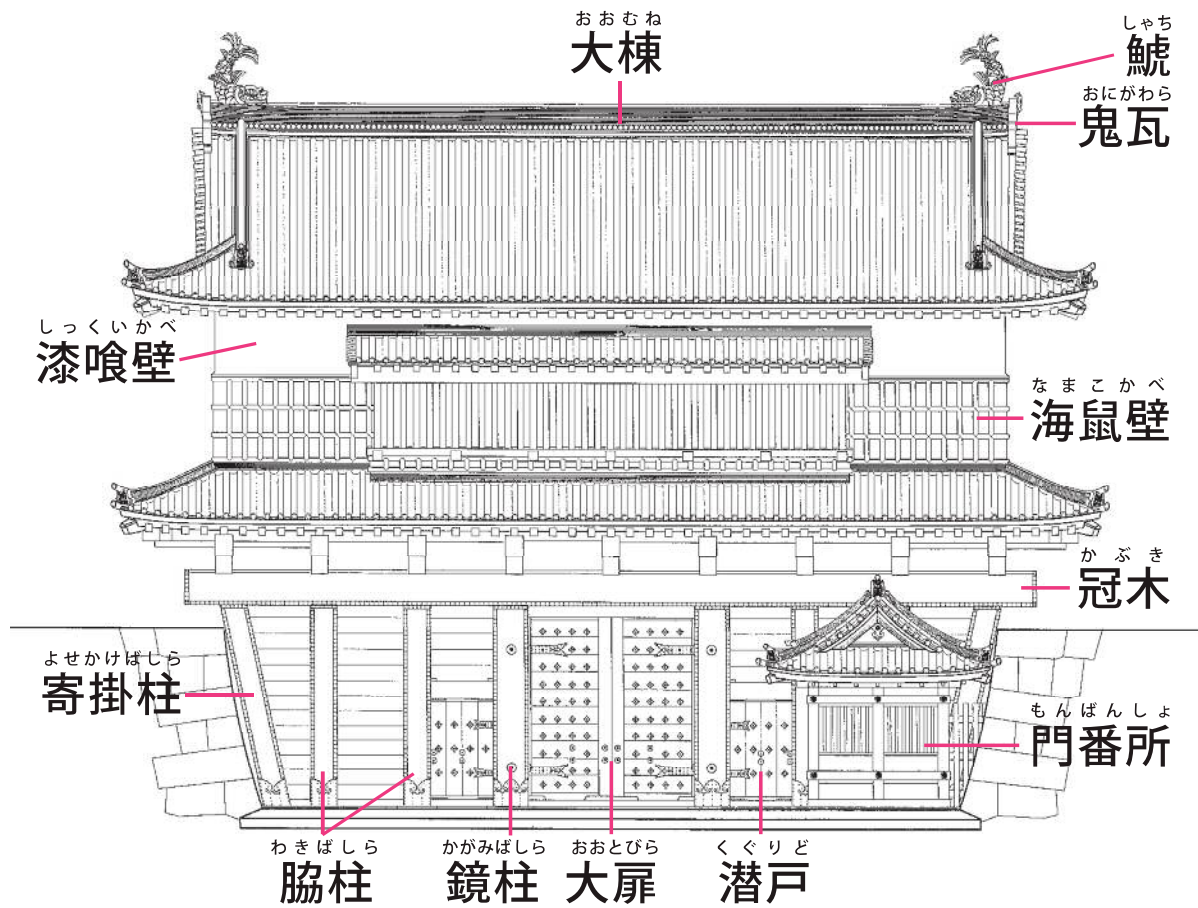 おおむね
大棟
しゃち
鯱
おにがわら
鬼瓦
しっくいかべ
漆喰壁
なまこかべ
海鼠壁
かぶき
冠木
よせかけばしら
寄掛柱
もんばんしょ
門番所
わきばしら
脇柱
かがみばしら
鏡柱
おおとびら
大扉
くぐりど
潜戸